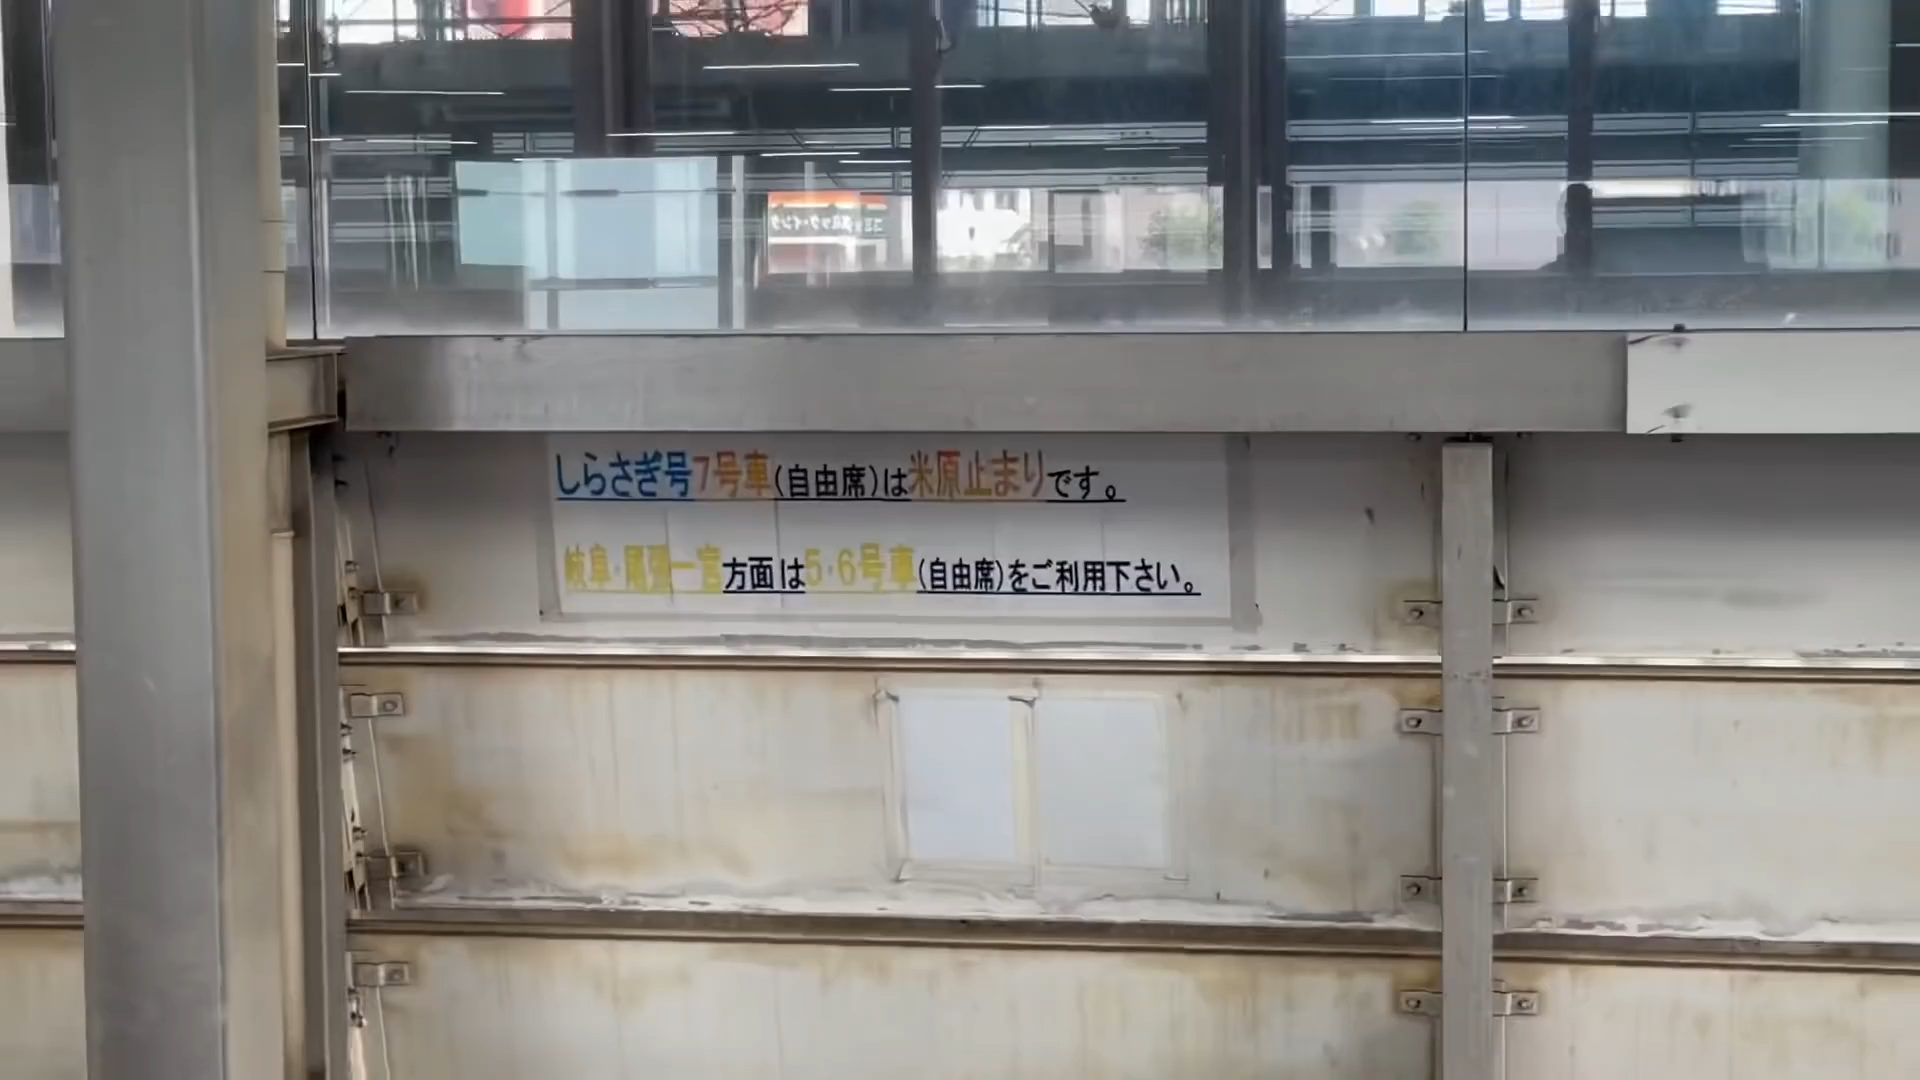 しらさぎ号7号車(自由席)は米原止まりです。
岐阜・尾張一宮方面は5・6号車(自由席)をご利用下さい。